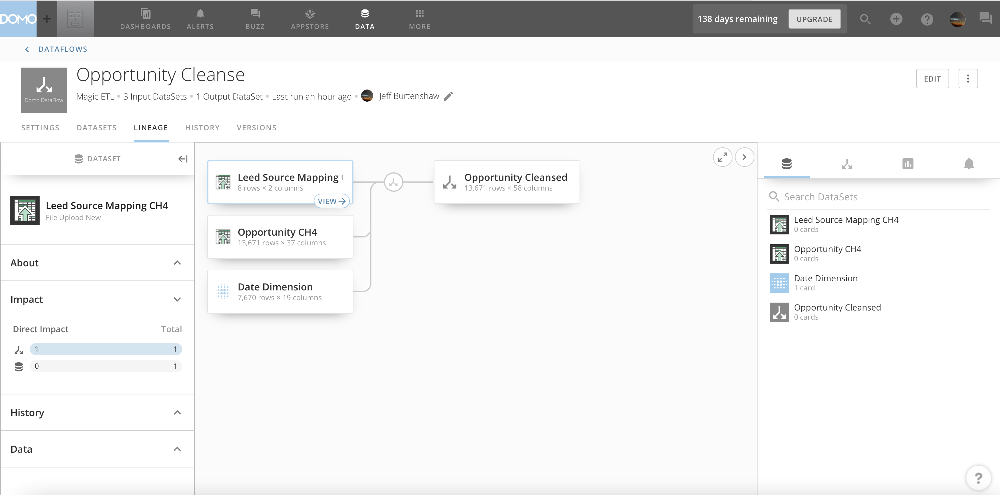 DOMO
DASHBOARDS
ALERTS
BUZZ
APPSTORE
DATA
MORE
138 days remaining
UPGRADE
DATAFLOWS
Domo DataFlow
Opportunity Cleanse
Magic ETL • 3 Input DataSets • 1 Output DataSet • Last run an hour ago • Jeff Burtenshaw
EDIT
SETTINGS
DATASETS
LINEAGE
HISTORY
VERSIONS
DATASET
Leed Source Mapping CH4
File Upload New
About
Impact
Direct Impact Total
1 1
0 1
History
Data
Leed Source Mapping
8 rows × 2 columns
VIEW
Opportunity CH4
13,671 rows × 37 columns
Date Dimension
7,670 rows × 19 columns
Opportunity Cleansed
13,671 rows × 58 columns
Search DataSets
Leed Source Mapping CH4
0 cards
Opportunity CH4
0 cards
Date Dimension
1 card
Opportunity Cleansed
0 cards
?